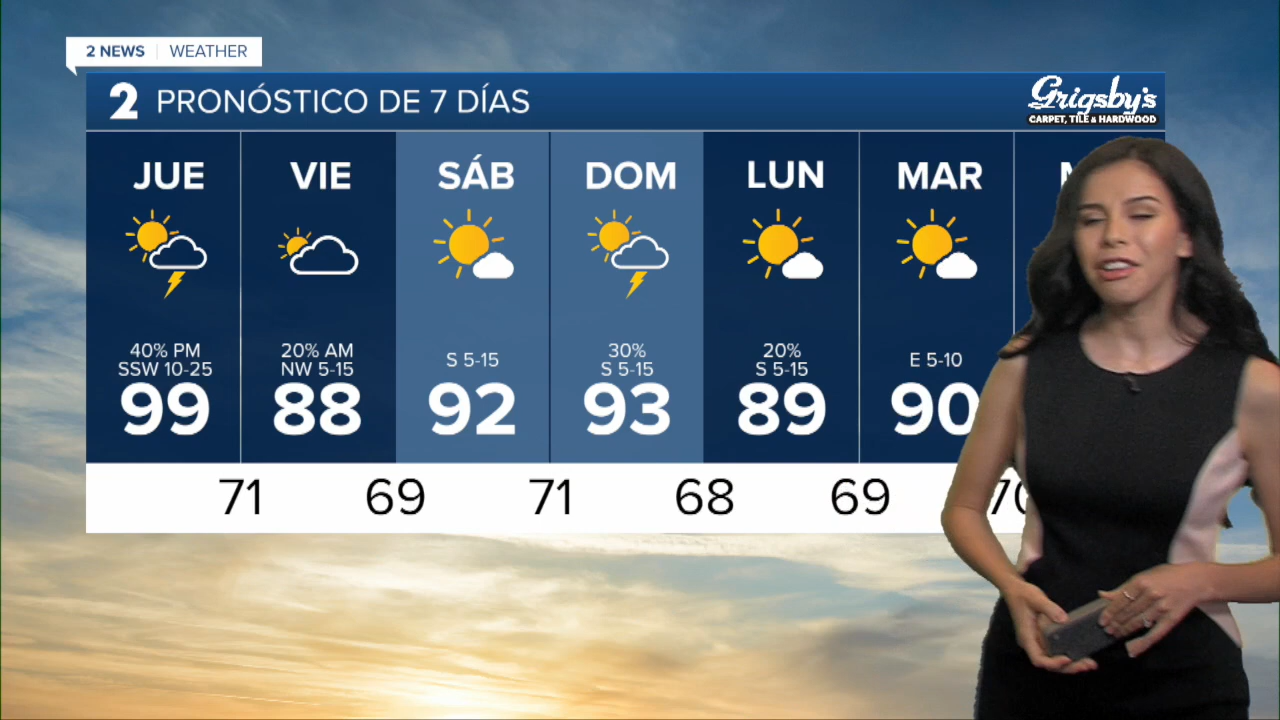 2 NEWS WEATHER
2 PRONÓSTICO DE 7 DÍAS
Grigsby's
CARPET, TILE & HARDWOOD
JUE VIE SÁB DOM LUN MAR
40% PM 20% AM 30% 20%
SSW 10-25 NW 5-15 S 5-15 S 5-15 S 5-15 E 5-10
99 88 92 93 89 90
71 69 71 68 69 70